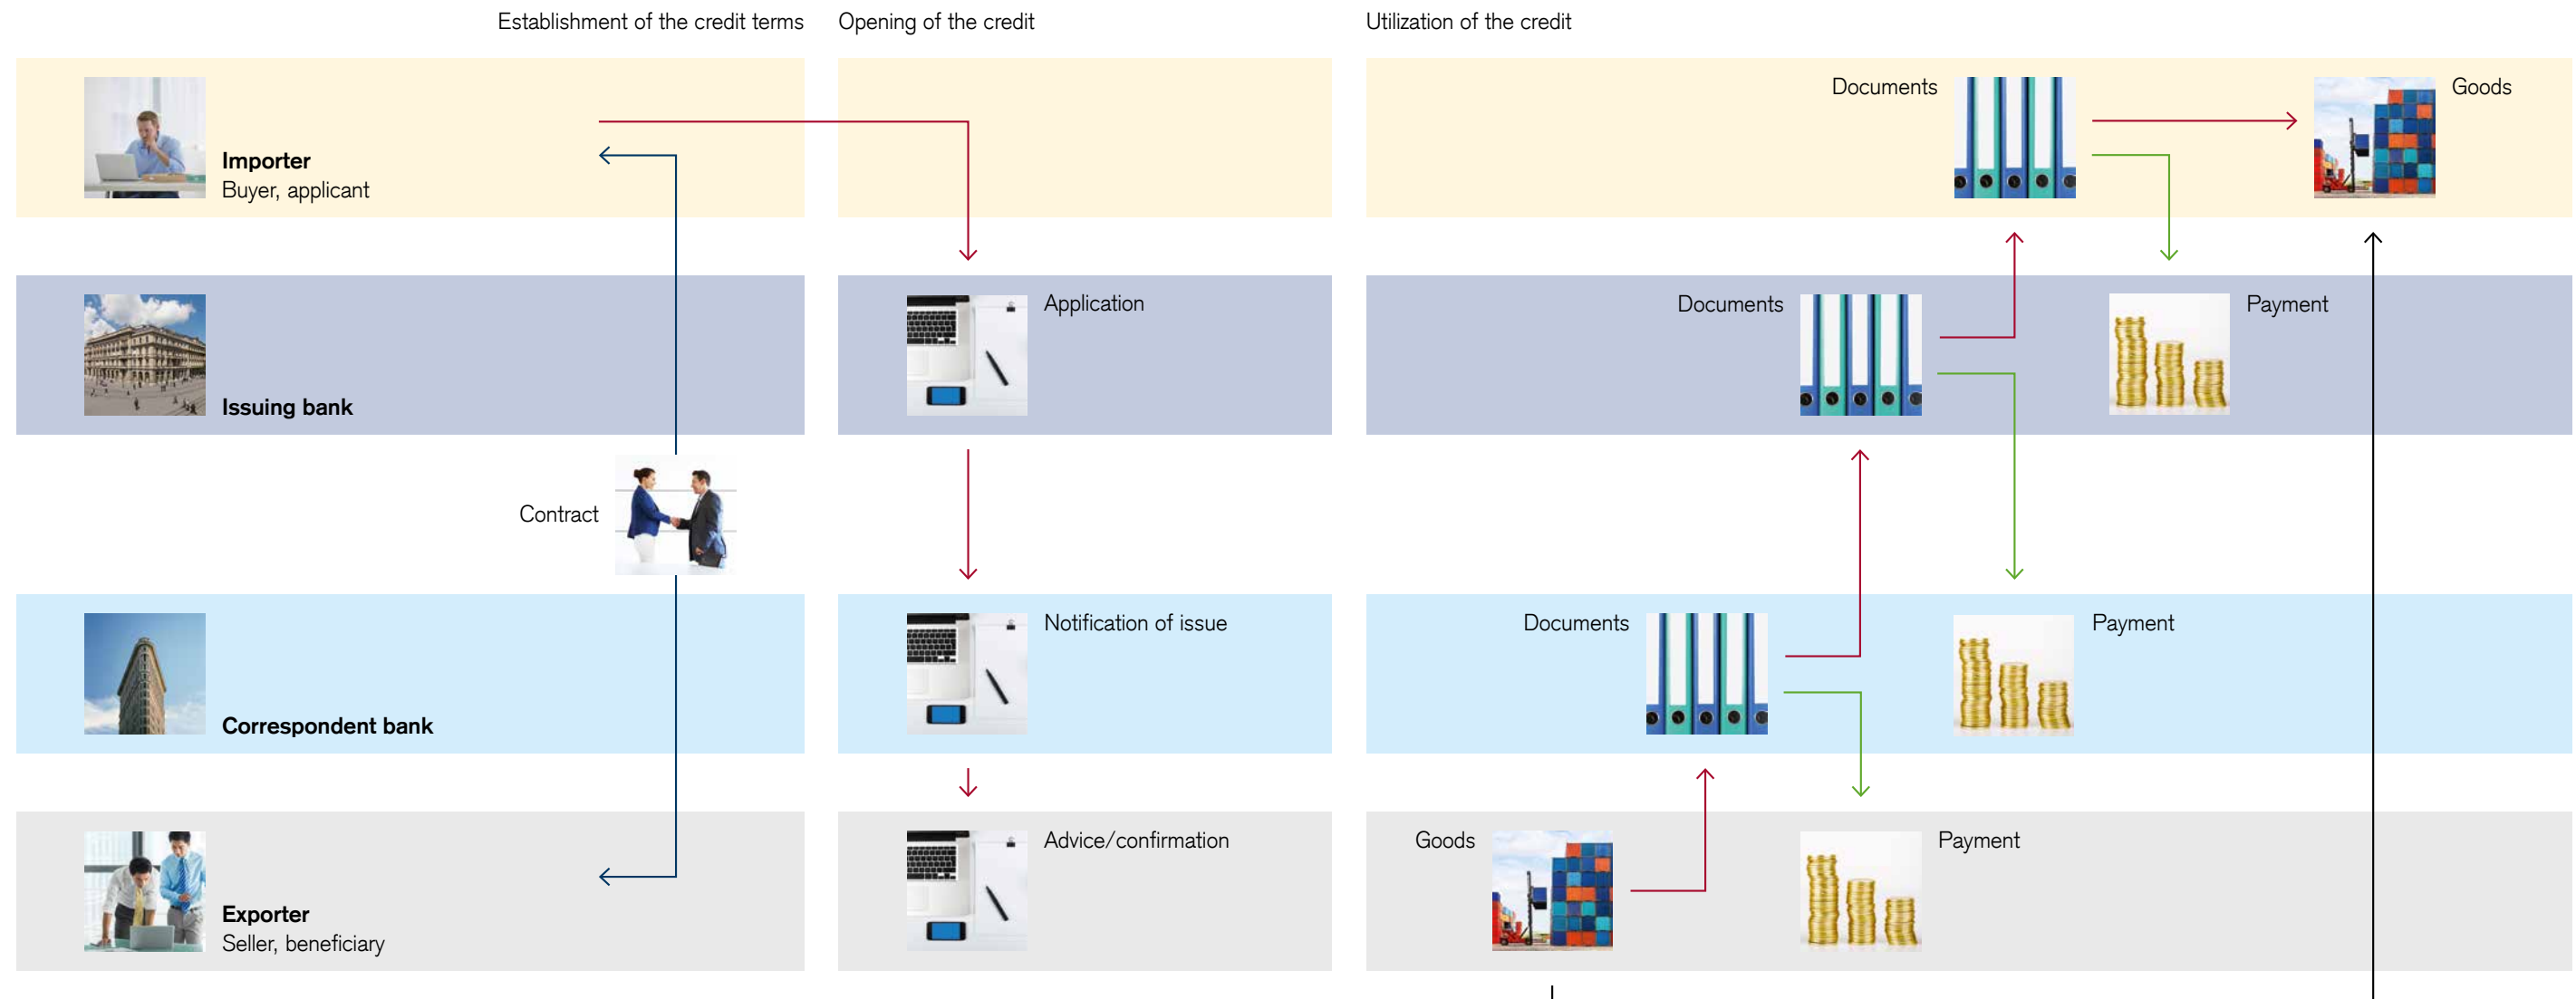 Establishment of the credit terms
Opening of the credit
Utilization of the credit
Documents
Goods
Importer
Buyer, applicant
Application
Documents
Payment
Issuing bank
Contract
Notification of issue
Documents
Payment
Correspondent bank
Advice/confirmation
Goods
Payment
Exporter
Seller, beneficiary